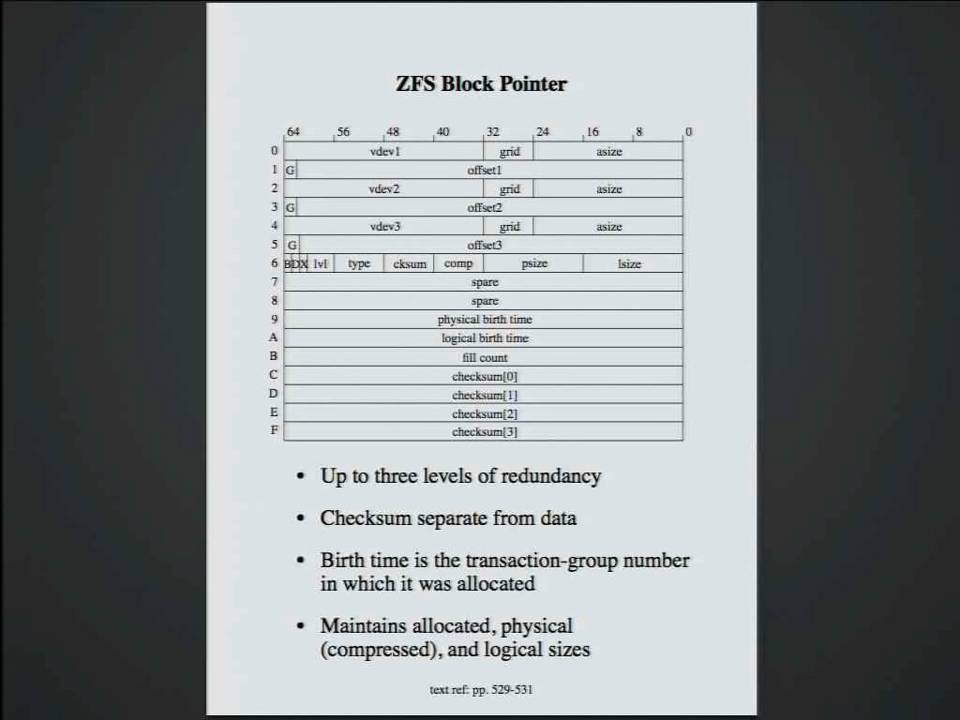 ZFS Block Pointer
64 56 48 40 32 24 16 8 0
0 vdev1 grid asize
1 G offset1
2 vdev2 grid asize
3 G offset2
4 vdev3 grid asize
5 G offset3
6 BDX lvl type cksum comp psize lsize
7 spare
8 spare
9 physical birth time
A logical birth time
B fill count
C checksum[0]
D checksum[1]
E checksum[2]
F checksum[3]
• Up to three levels of redundancy
• Checksum separate from data
• Birth time is the transaction-group number
in which it was allocated
• Maintains allocated, physical
(compressed), and logical sizes
text ref: pp. 529-531